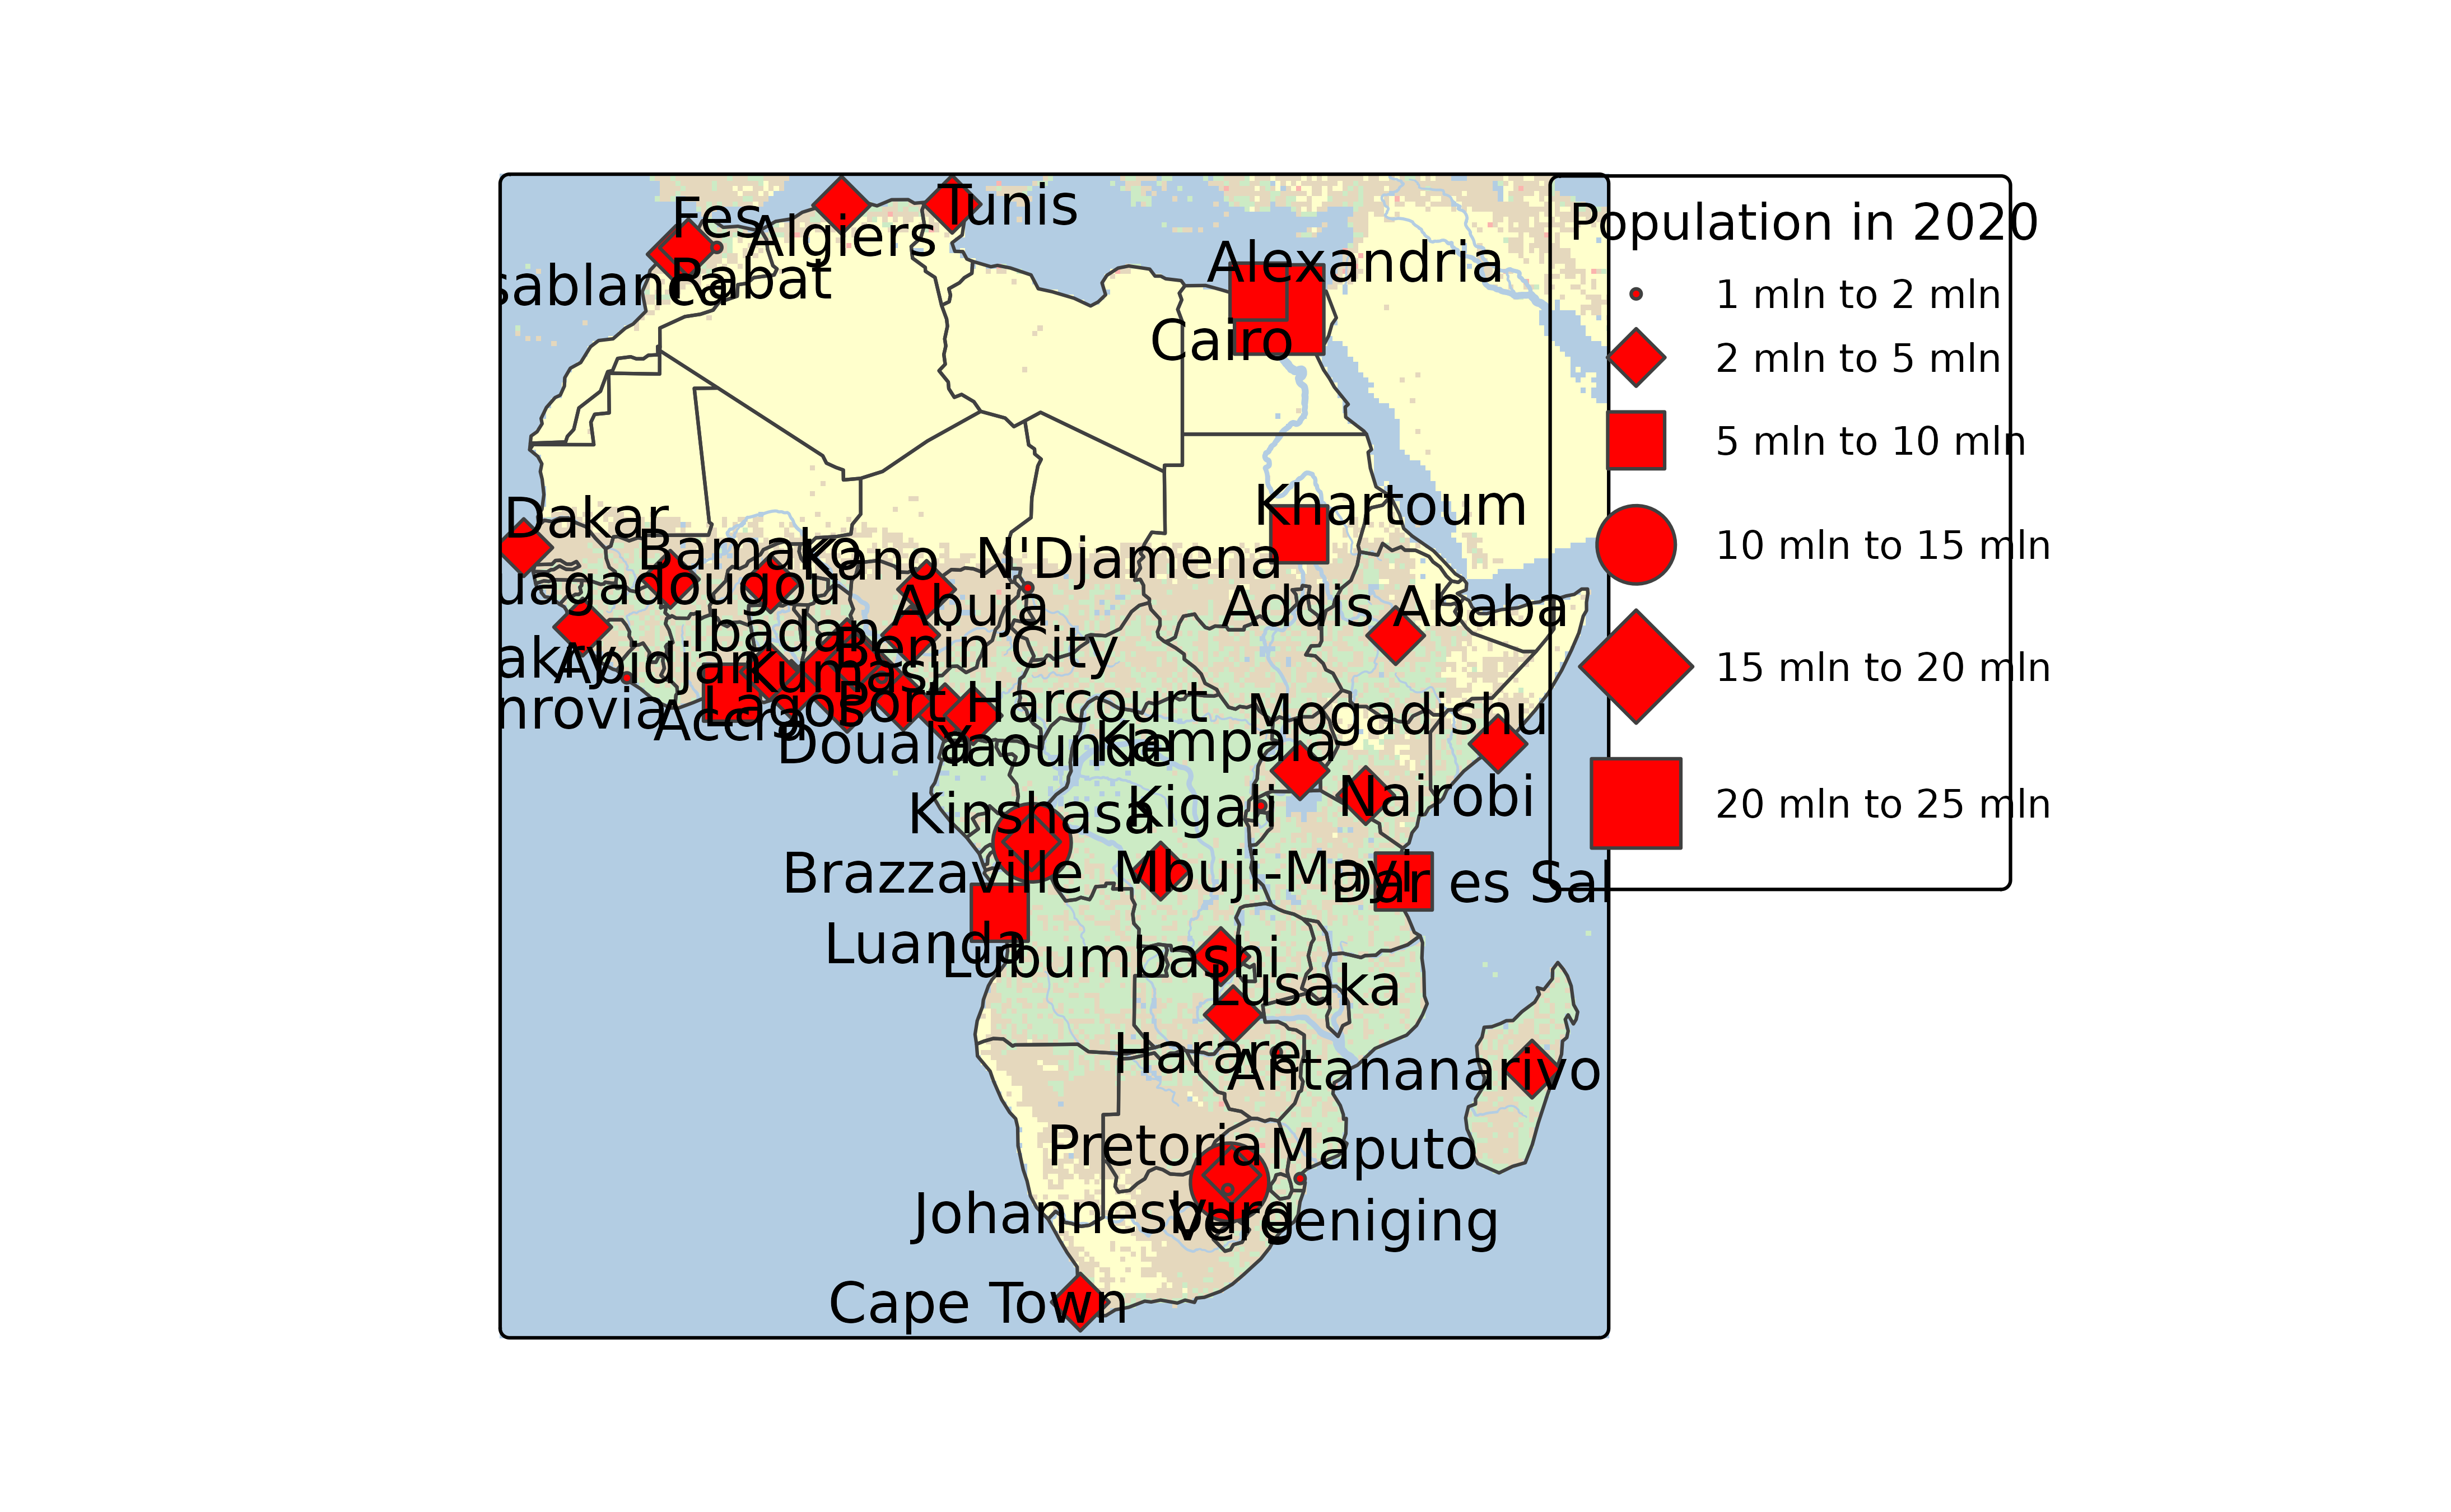 Tunis
Fes
Algiers
Rabat
sablanca
Alexandria
Cairo
Population in 2020
1 mln to 2 mln
2 mln to 5 mln
5 mln to 10 mln
10 mln to 15 mln
15 mln to 20 mln
20 mln to 25 mln
Dakar
Khartoum
Bamako
Kano
N'Djamena
uagadougou
Abuja
Addis Ababa
Ibadan
Benin City
akry
Abidjan
Kumasi
nrovia
Accra
Lagos
Port Harcourt
Mogadishu
Douala
Yaounde
Kampala
Kinshasa
Kigali
Nairobi
Brazzaville
Mbuji-Mayi
Dar es Sal
Luanda
Lubumbashi
Lusaka
Harare
Antananarivo
Pretoria
Maputo
Johannesburg
Vereeniging
Cape Town